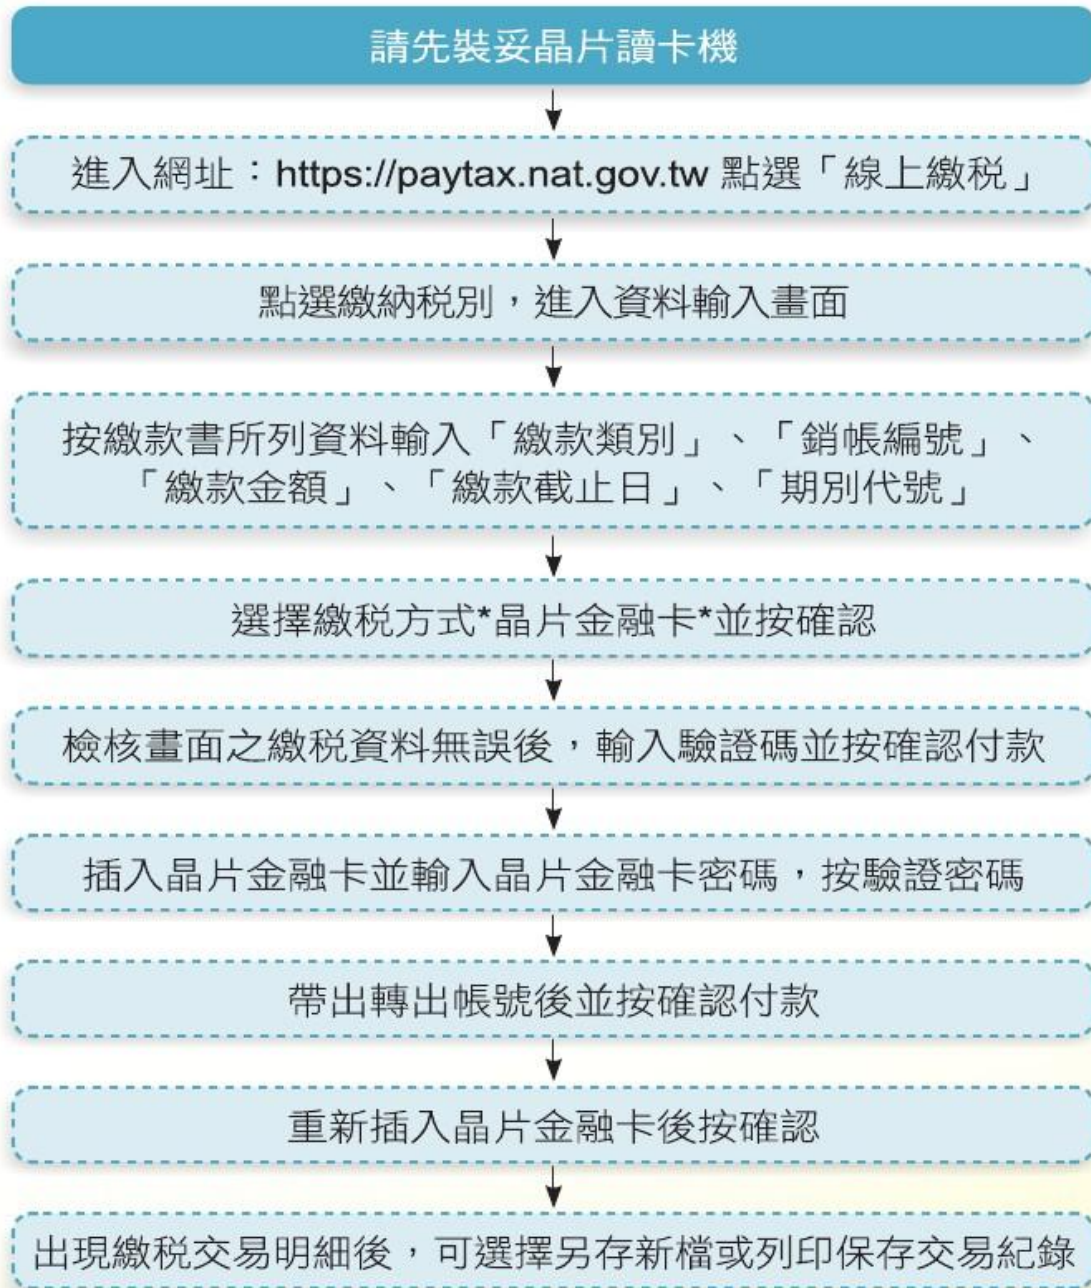 請先裝妥晶片讀卡機
進入網址：https://paytax.nat.gov.tw 點選「線上繳稅」
點選繳納稅別，進入資料輸入畫面
按繳款書所列資料輸入「繳款類別」、「銷帳編號」、
「繳款金額」、「繳款截止日」、「期別代號」
選擇繳稅方式*晶片金融卡*並按確認
檢核畫面之繳稅資料無誤後，輸入驗證碼並按確認付款
插入晶片金融卡並輸入晶片金融卡密碼，按驗證密碼
帶出轉出帳號後並按確認付款
重新插入晶片金融卡後按確認
出現繳稅交易明細後，可選擇另存新檔或列印保存交易紀錄